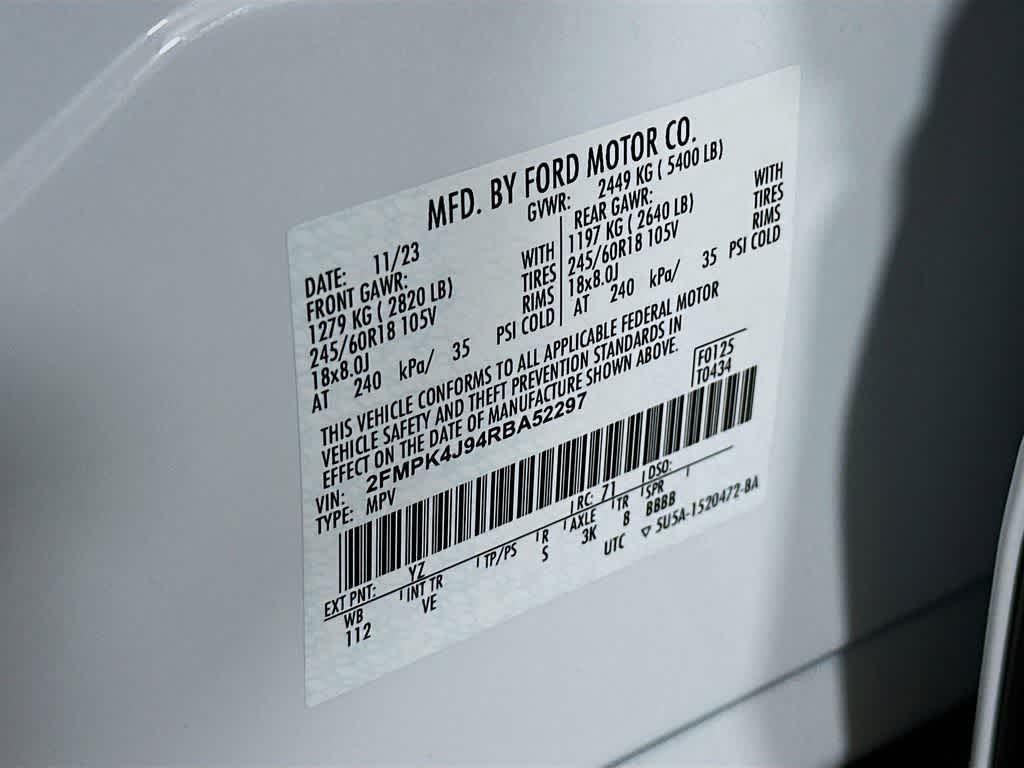 MFD. BY FORD MOTOR CO.
DATE: 11/23 GVWR: 2449 KG ( 5400 LB)
FRONT GAWR: WITH REAR GAWR: WITH
1279 KG ( 2820 LB) TIRES 1197 KG ( 2640 LB) TIRES
245/60R18 105V RIMS 245/60R18 105V RIMS
18x8.0J 18x8.0J
AT 240 kPa/ 35 PSI COLD AT 240 kPa/ 35 PSI COLD
THIS VEHICLE CONFORMS TO ALL APPLICABLE FEDERAL MOTOR
VEHICLE SAFETY AND THEFT PREVENTION STANDARDS IN
EFFECT ON THE DATE OF MANUFACTURE SHOWN ABOVE.
VIN: 2FMPK4J94RBA52297 F0125
TYPE: MPV T0434
EXT PNT: YZ RC: 71 DSO:
WB INT TR TP/PS R AXLE TR SPR
112 VE S 3K 8 BBBB
UTC ▽ 5U5A-1520472-BA